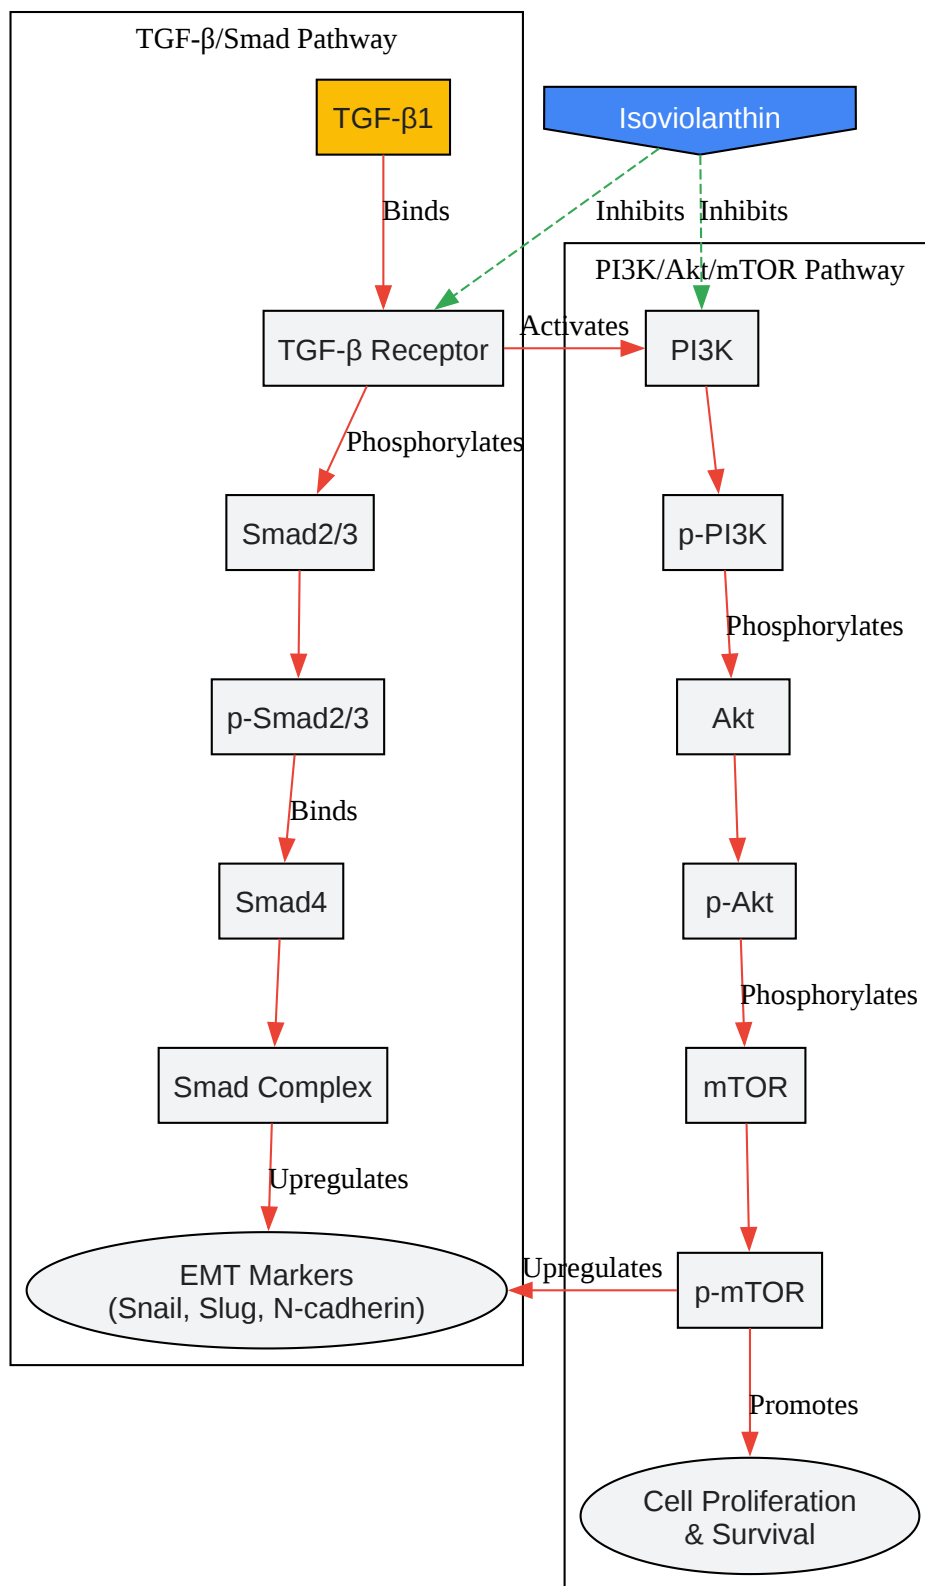 TGF-β/Smad Pathway
TGF-β1
Isoviolanthin
Binds
Inhibits
Inhibits
PI3K/Akt/mTOR Pathway
TGF-β Receptor
Activates
PI3K
Phosphorylates
Smad2/3
p-PI3K
Phosphorylates
p-Smad2/3
Akt
Binds
Smad4
p-Akt
Phosphorylates
Smad Complex
mTOR
Upregulates
EMT Markers
(Snail, Slug, N-cadherin)
Upregulates
p-mTOR
Promotes
Cell Proliferation
& Survival